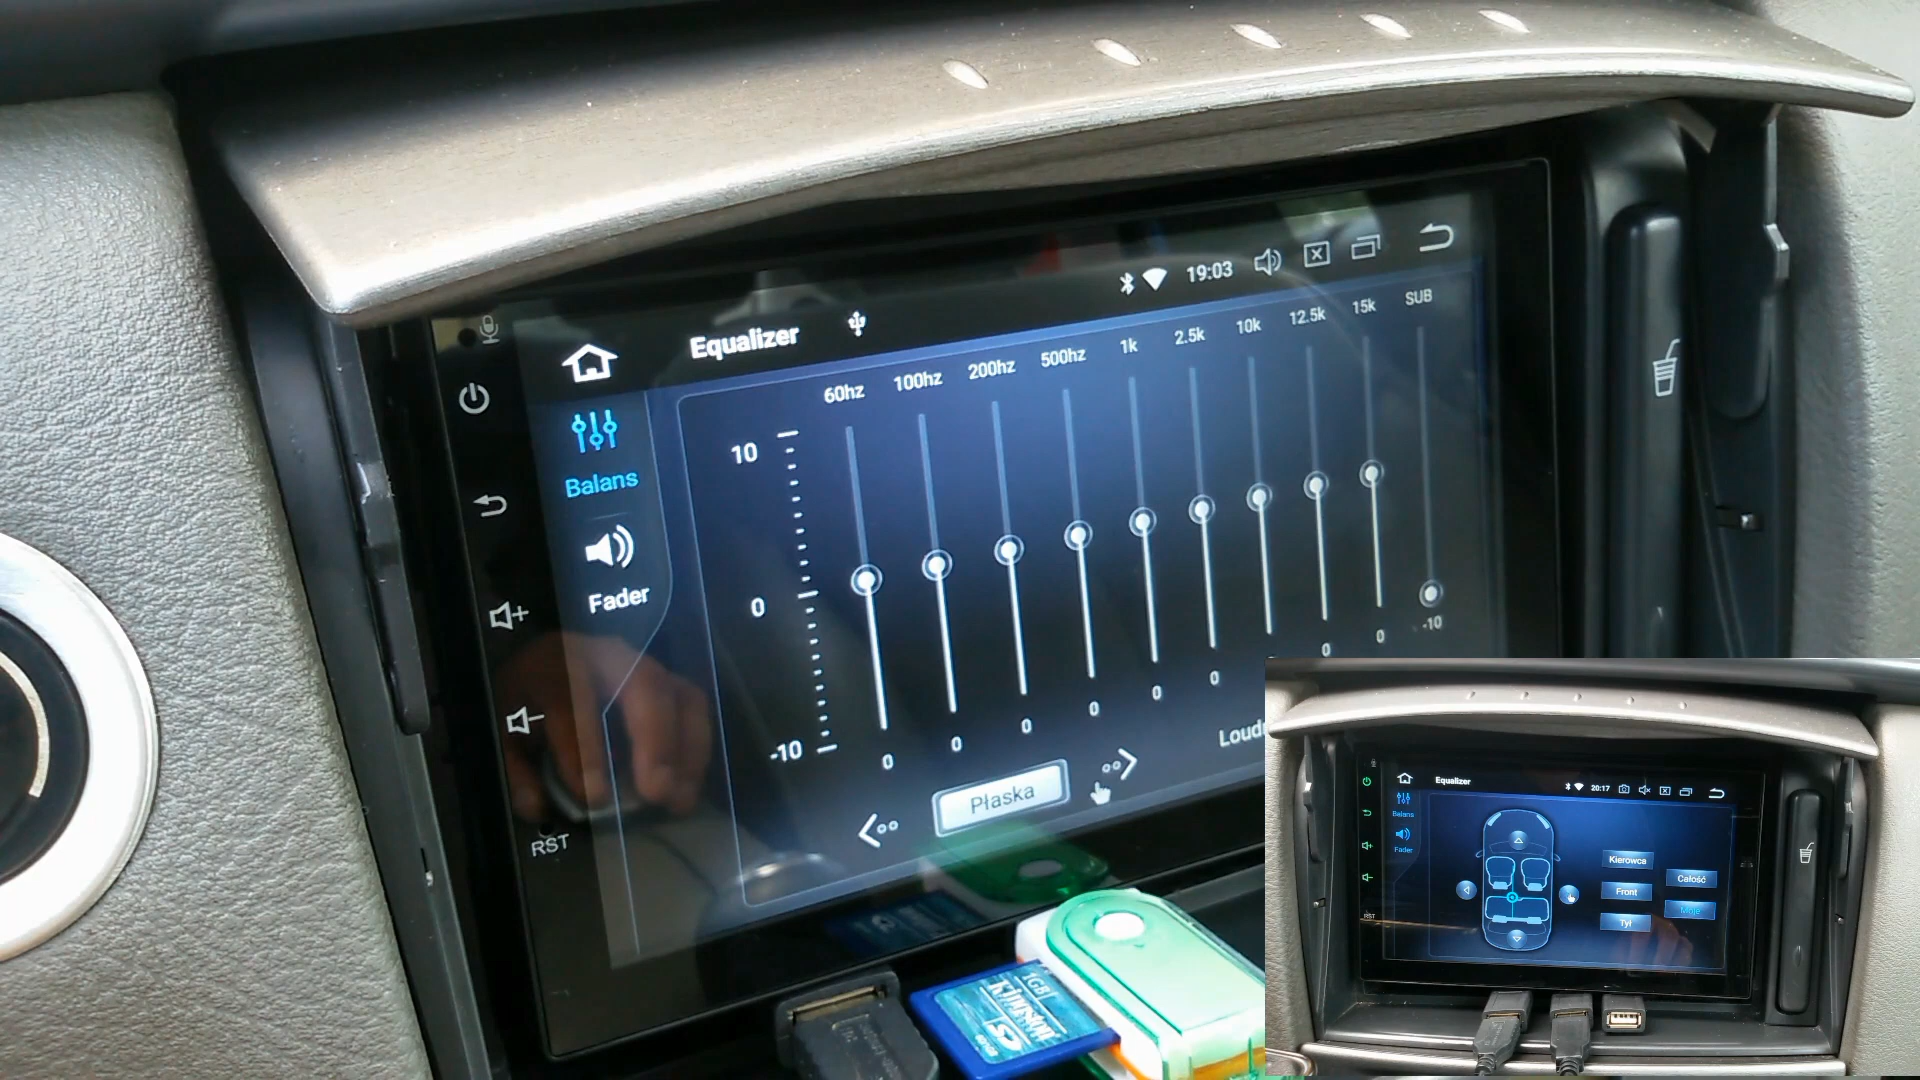 Equalizer 19:03
60hz 100hz 200hz 500hz 1k 2.5k 10k 12.5k 15k SUB
10
0
-10
0 0 0 0 0 0 0 0 -10
Balans
Fader
Płaska
Loud
RST
1GB
Kingston
Equalizer 20:17
Balans
Fader
Kierowca
Całość
Front
Moje
Tył
RST